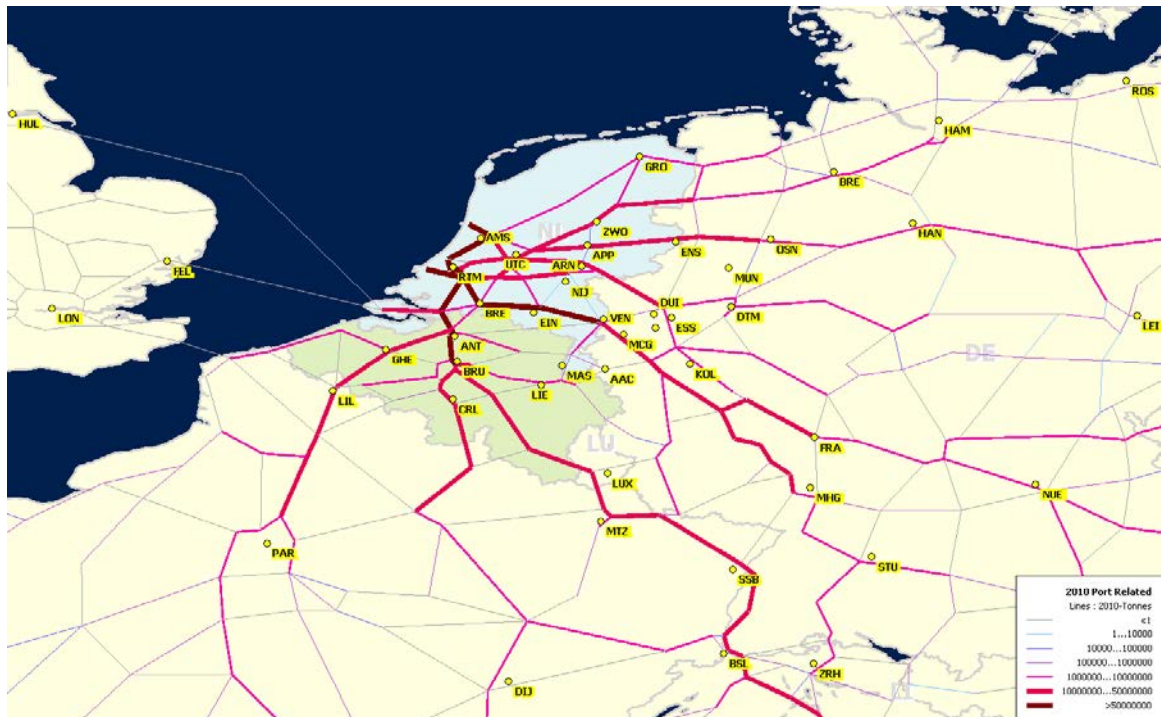 ROS
HUL
HAM
GRO
BRE
ZWO
HAN
NL
AMS
APP
ENS
OSN
UTC
ARN
FEL
RTM
MUN
NIJ
LON
BRE
EIN
VEN
DUI
ESS
DTM
LEI
ANT
MCG
GHE
BRU
MAS
AAC
KOL
DE
LIL
CRL
LIE
LU
FRA
LUX
MHG
NUE
MTZ
PAR
STU
SSB
BSL
ZRH
DIJ
LI
2010 Port Related
Lines : 2010-Tonnes
<1
1...10000
10000...100000
100000...1000000
1000000...10000000
10000000...50000000
>50000000